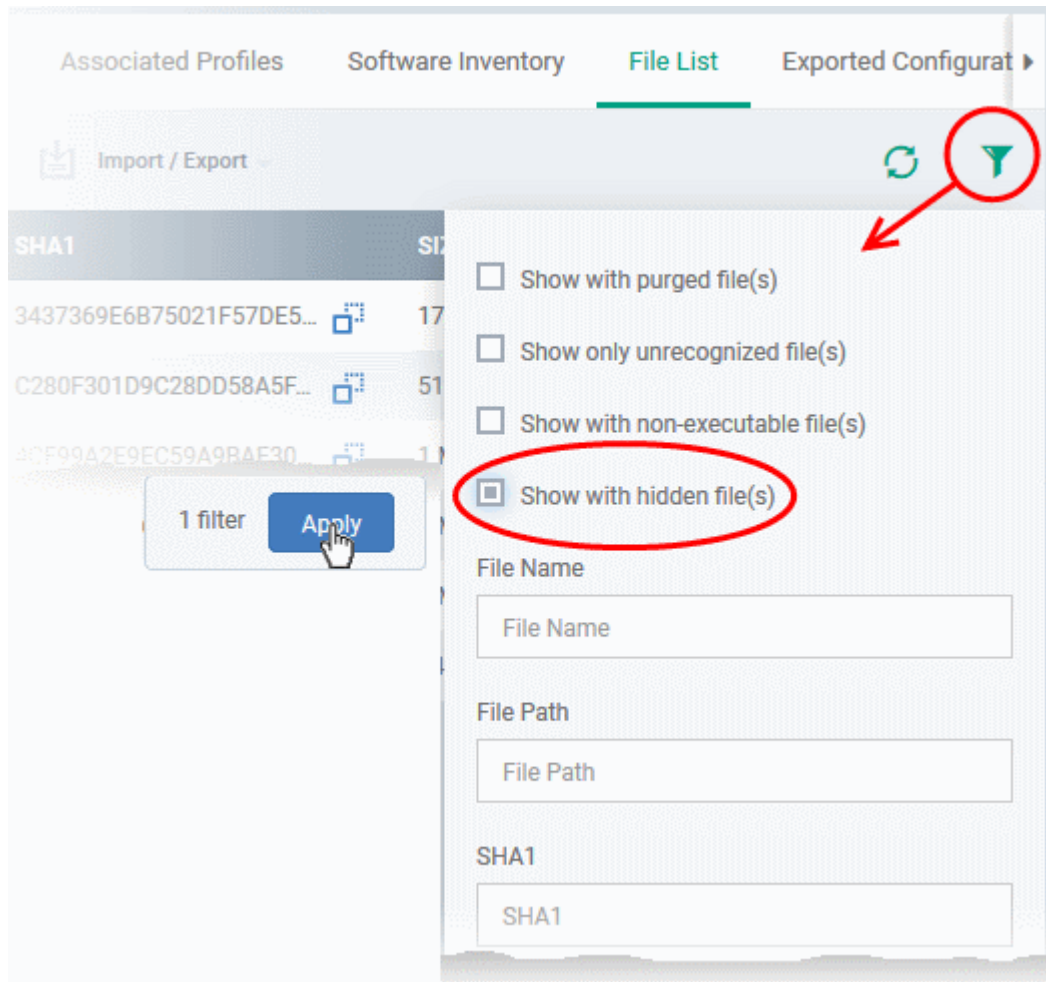 Associated Profiles Software Inventory File List Exported Configurat
Import / Export
SHA1
3437369E6B75021F57DE5... 17
C280F301D9C28DD58A5F... 51
4CF99A2E9EC59A9BAE30... 1
1 filter Apply
Show with purged file(s)
Show only unrecognized file(s)
Show with non-executable file(s)
Show with hidden file(s)
File Name
File Name
File Path
File Path
SHA1
SHA1